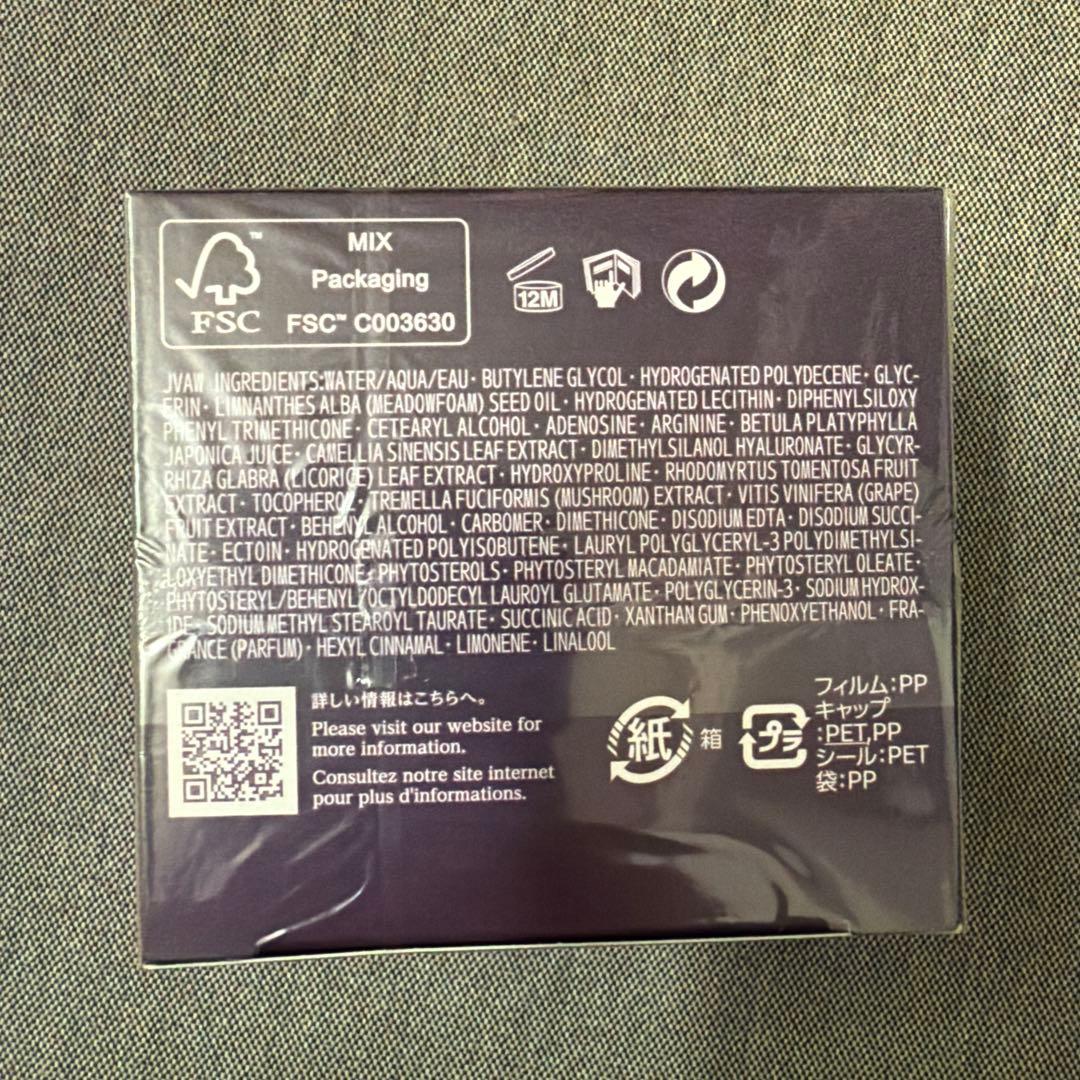 MIX
Packaging
FSC™ C003630
FSC
12M
JVAW INGREDIENTS:WATER/AQUA/EAU・BUTYLENE GLYCOL・HYDROGENATED POLYDECENE・GLYC-
ERIN・LIMNANTHES ALBA (MEADOWFOAM) SEED OIL・HYDROGENATED LECITHIN・DIPHENYLSILOXY
PHENYL TRIMETHICONE・CETEARYL ALCOHOL・ADENOSINE・ARGININE・BETULA PLATYPHYLLA
JAPONICA JUICE・CAMELLIA SINENSIS LEAF EXTRACT・DIMETHYLSILANOL HYALURONATE・GLYCYR-
RHIZA GLABRA (LICORICE) LEAF EXTRACT・HYDROXYPROLINE・RHODOMYRTUS TOMENTOSA FRUIT
EXTRACT・TOCOPHEROL・TREMELLA FUCIFORMIS (MUSHROOM) EXTRACT・VITIS VINIFERA (GRAPE)
FRUIT EXTRACT・BEHENYL ALCOHOL・CARBOMER・DIMETHICONE・DISODIUM EDTA・DISODIUM SUCCI-
NATE・ECTOIN・HYDROGENATED POLYISOBUTENE・LAURYL POLYGLYCERYL-3 POLYDIMETHYLSI-
LOXYETHYL DIMETHICONE・PHYTOSTEROLS・PHYTOSTERYL MACADAMIATE・PHYTOSTERYL OLEATE・
PHYTOSTERYL/BEHENYL/OCTYLDODECYL LAUROYL GLUTAMATE・POLYGLYCERIN-3・SODIUM HYDROX-
IDE・SODIUM METHYL STEAROYL TAURATE・SUCCINIC ACID・XANTHAN GUM・PHENOXYETHANOL・FRA-
GRANCE (PARFUM)・HEXYL CINNAMAL・LIMONENE・LINALOOL
詳しい情報はこちらへ。
Please visit our website for
more information.
Consultez notre site internet
pour plus d'informations.
紙 箱
プラ
フィルム:PP
キャップ
:PET,PP
シール:PET
袋:PP